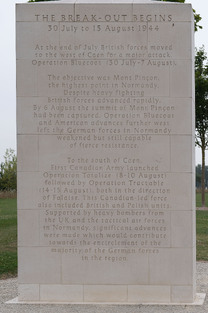 THE BREAK-OUT BEGINS
30 July to 15 August 1944
At the end of July British Forces moved
to the west of Caen for a major attack,
Operation Bluecoat (30 July-7 August).
The objective was Mont Pinçon,
the highest point in Normandy.
Despite heavy fighting
British Forces advanced rapidly.
By 6 August the summit of Mont Pinçon
had been captured. Operation Bluecoat
and American advances farther west
left the German Forces in Normandy
weakened but still capable
of fierce resistance.
To the south of Caen,
First Canadian Army launched
Operation Totalize (8-10 August)
followed by Operation Tractable
(14-15 August), both in the direction
of Falaise. This Canadian-led force
also included British and Polish units.
Supported by heavy bombers from
the UK and the tactical air forces
in Normandy, significant advances
were made which would contribute
towards the encirclement of the
majority of the German forces
in the region.